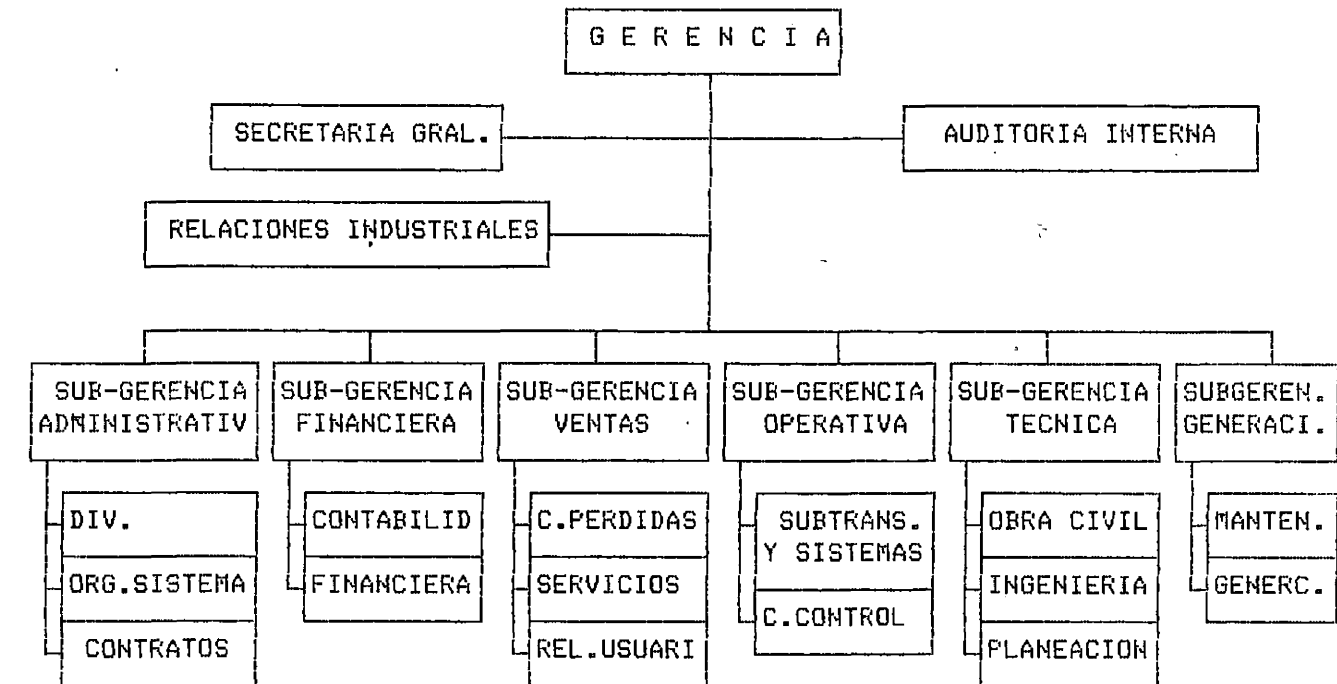 G E R E N C I A
SECRETARIA GRAL.
AUDITORIA INTERNA
RELACIONES INDUSTRIALES
SUB-GERENCIA
ADMINISTRATIV
SUB-GERENCIA
FINANCIERA
SUB-GERENCIA
VENTAS
SUB-GERENCIA
OPERATIVA
SUB-GERENCIA
TECNICA
SUBGEREN.
GENERACI.
DIV.
ORG.SISTEMA
CONTRATOS
CONTABILID
FINANCIERA
C.PERDIDAS
SERVICIOS
REL.USUARI
SUBTRANS.
Y SISTEMAS
C.CONTROL
OBRA CIVIL
INGENIERIA
PLANEACION
MANTEN.
GENERC.